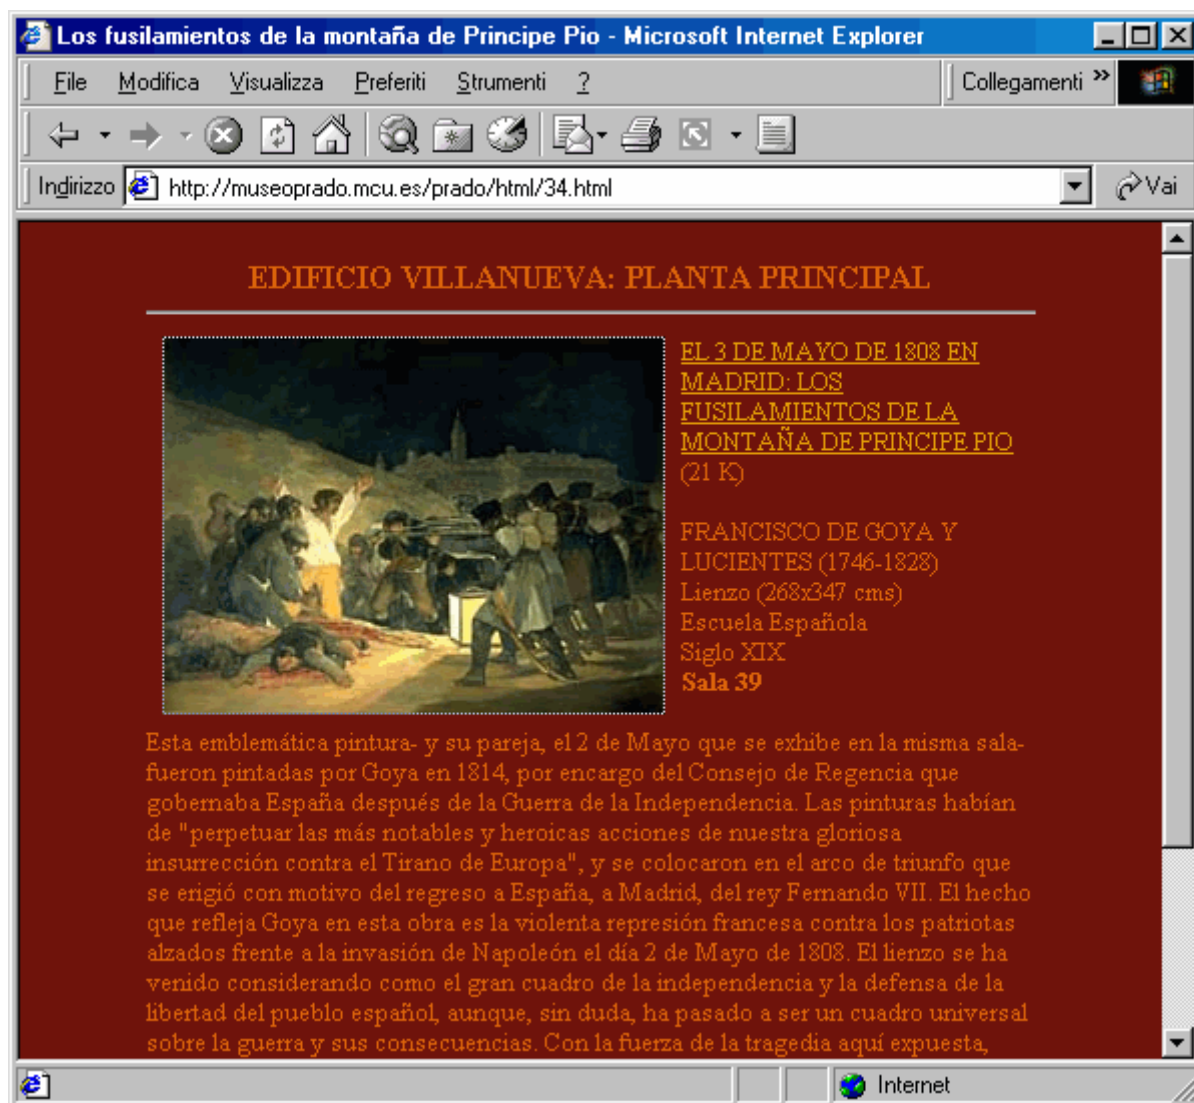 Los fusilamientos de la montaña de Principe Pio - Microsoft Internet Explorer
File Modifica Visualizza Preferiti Strumenti ? Collegamenti »
Indirizzo http://museoprado.mcu.es/prado/html/34.html Vai
EDIFICIO VILLANUEVA: PLANTA PRINCIPAL
EL 3 DE MAYO DE 1808 EN
MADRID: LOS
FUSILAMIENTOS DE LA
MONTAÑA DE PRINCIPE PIO
(21 K)
FRANCISCO DE GOYA Y
LUCIENTES (1746-1828)
Lienzo (268x347 cms)
Escuela Española
Siglo XIX
Sala 39
Esta emblemática pintura- y su pareja, el 2 de Mayo que se exhibe en la misma sala-
fueron pintadas por Goya en 1814, por encargo del Consejo de Regencia que
gobernaba España después de la Guerra de la Independencia. Las pinturas habían
de "perpetuar las más notables y heroicas acciones de nuestra gloriosa
insurrección contra el Tirano de Europa", y se colocaron en el arco de triunfo que
se erigió con motivo del regreso a España, a Madrid, del rey Fernando VII. El hecho
que refleja Goya en esta obra es la violenta represión francesa contra los patriotas
alzados frente a la invasión de Napoleón el día 2 de Mayo de 1808. El lienzo se ha
venido considerando como el gran cuadro de la independencia y la defensa de la
libertad del pueblo español, aunque, sin duda, ha pasado a ser un cuadro universal
sobre la guerra y sus consecuencias. Con la fuerza de la tragedia aquí expuesta,
Internet